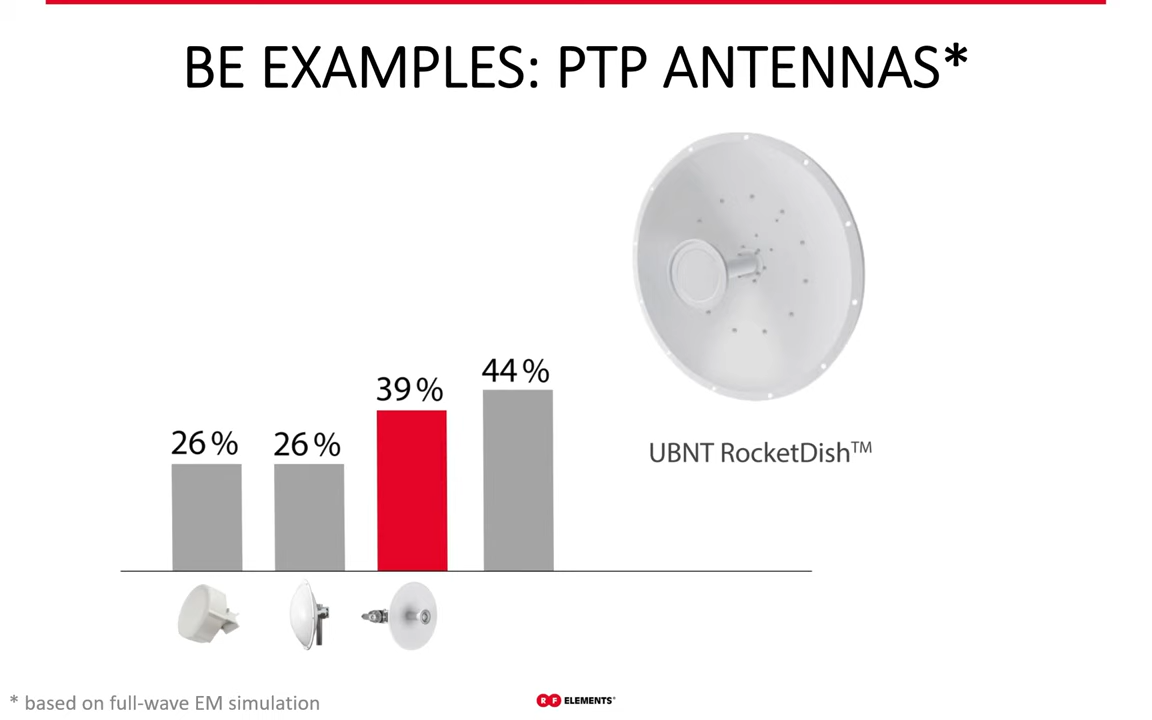 BE EXAMPLES: PTP ANTENNAS*
44 %
39 %
26 %
26 %
UBNT RocketDish™
* based on full-wave EM simulation
RF ELEMENTS®